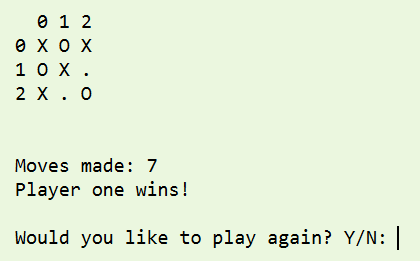 0 1 2
0 X O X
1 O X .
2 X . O
Moves made: 7
Player one wins!
Would you like to play again? Y/N: